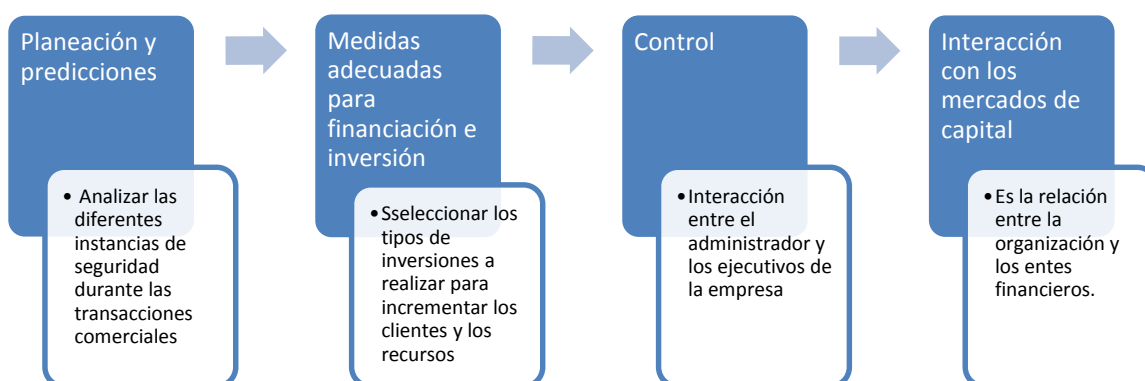 Planeación y
predicciones
• Analizar las
diferentes
instancias de
seguridad
durante las
transacciones
comerciales
Medidas
adecuadas
para
financiación e
inversión
•Sseleccionar los
tipos de
inversiones a
realizar para
incrementar los
clientes y los
recursos
Control
•Interacción
entre el
administrador y
los ejecutivos de
la empresa
Interacción
con los
mercados de
capital
•Es la relación
entre la
organización y
los entes
financieros.